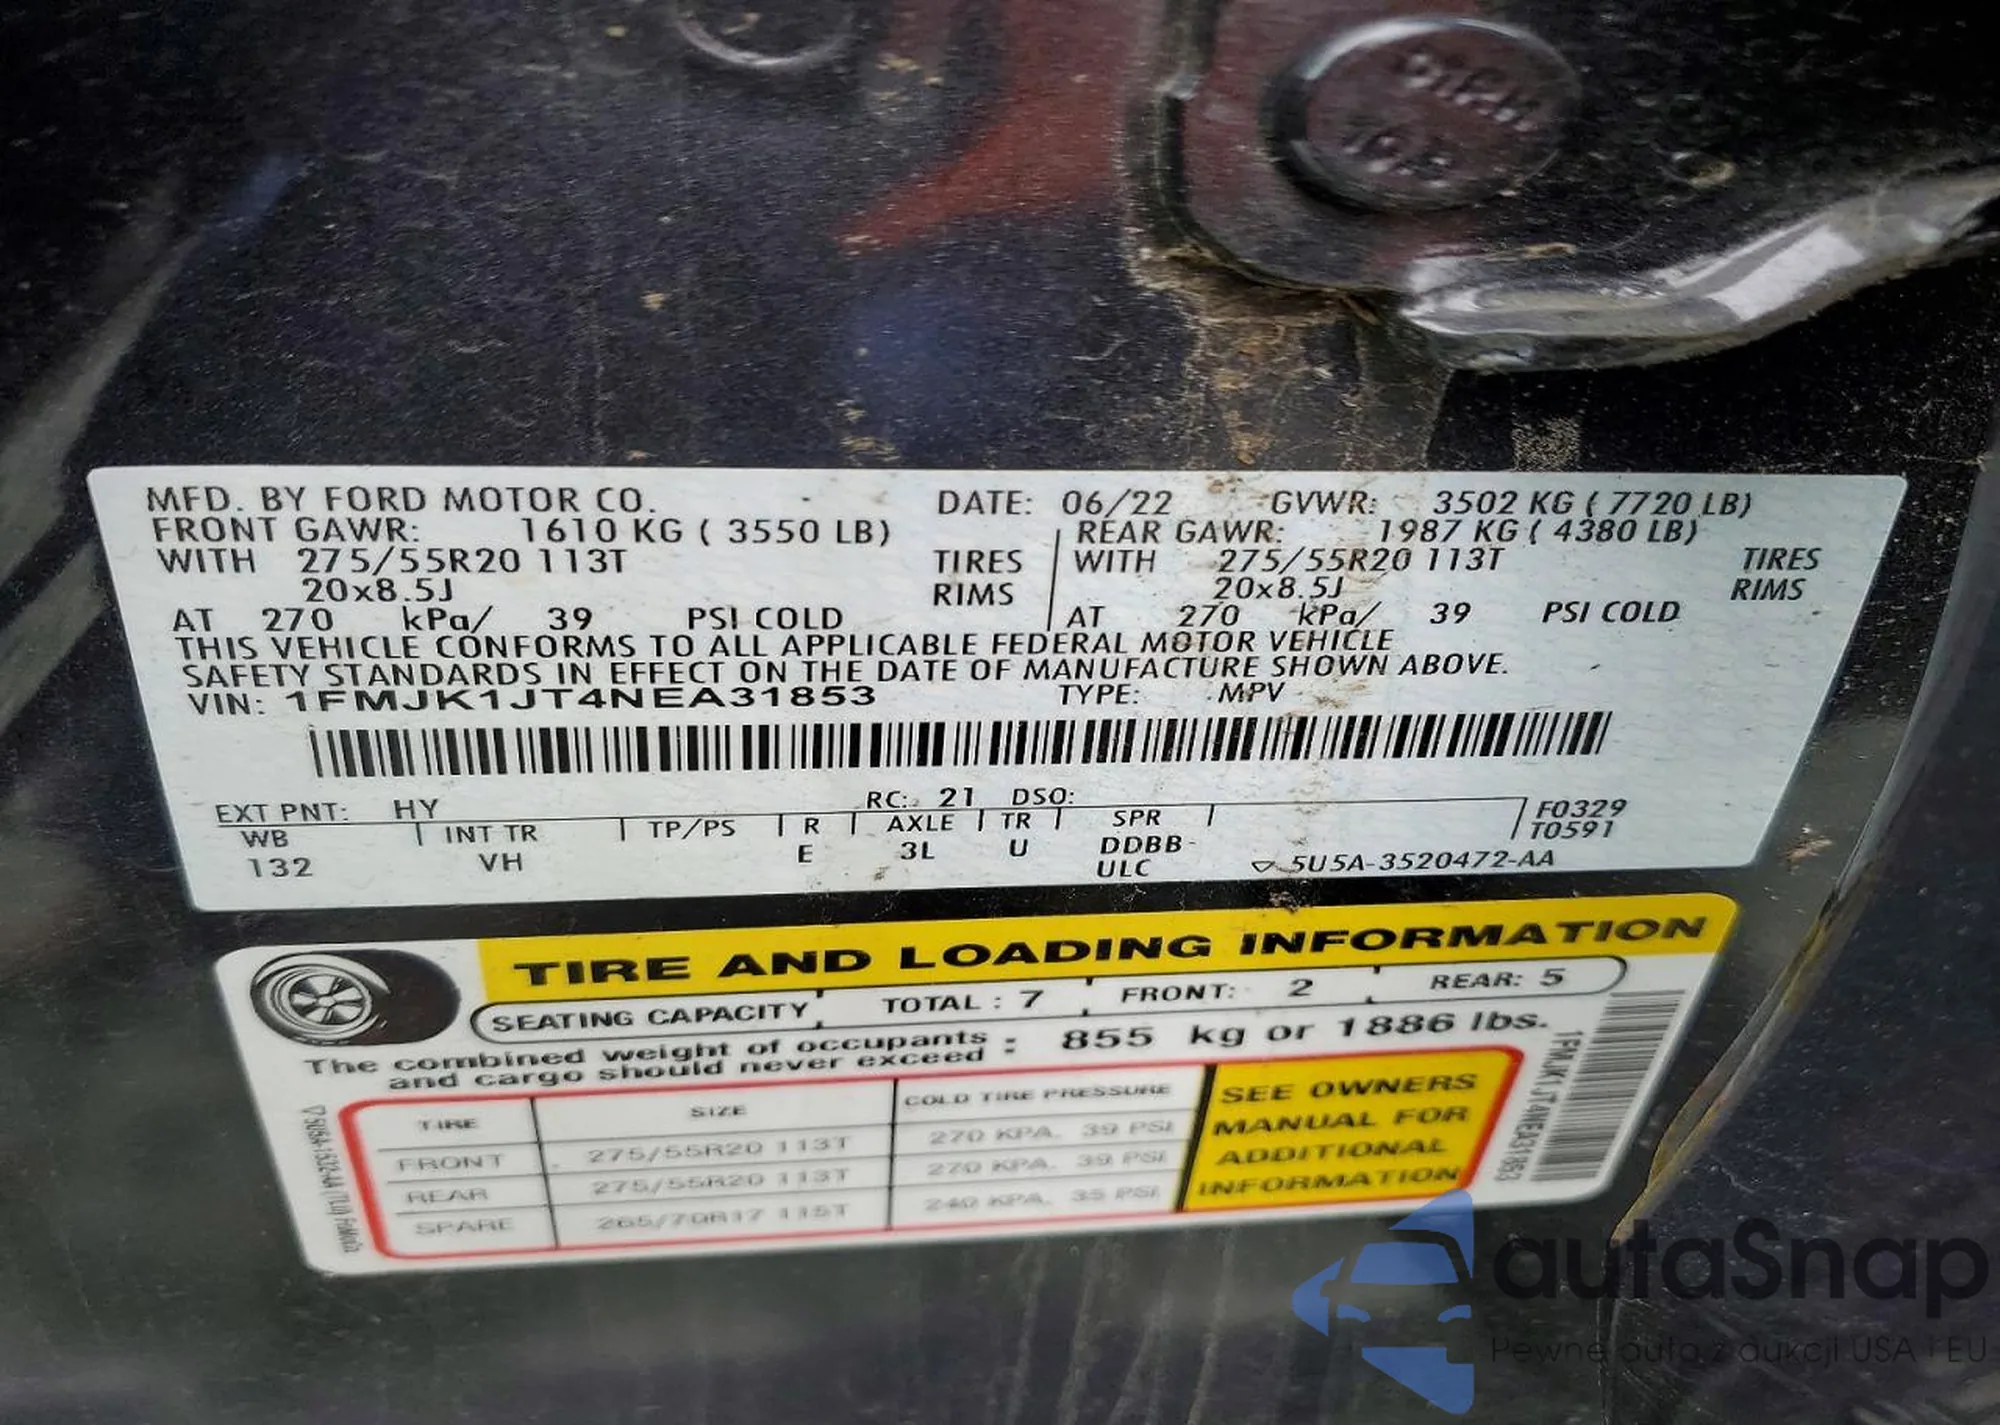 MFD. BY FORD MOTOR CO. DATE: 06/22 GVWR: 3502 KG ( 7720 LB)
FRONT GAWR: 1610 KG ( 3550 LB) REAR GAWR: 1987 KG ( 4380 LB)
WITH 275/55R20 113T TIRES WITH 275/55R20 113T TIRES
20x8.5J RIMS 20x8.5J RIMS
AT 270 kPa/ 39 PSI COLD AT 270 kPa/ 39 PSI COLD
THIS VEHICLE CONFORMS TO ALL APPLICABLE FEDERAL MOTOR VEHICLE
SAFETY STANDARDS IN EFFECT ON THE DATE OF MANUFACTURE SHOWN ABOVE.
VIN: 1FMJK1JT4NEA31853 TYPE: MPV
EXT PNT: HY RC: 21 DSO:
WB INT TR TP/PS R AXLE TR SPR F0329
T0591
132 VH E 3L U DDBB
ULC ▽ 5U5A-3520472-AA
TIRE AND LOADING INFORMATION
SEATING CAPACITY TOTAL : 7 FRONT: 2 REAR: 5
The combined weight of occupants
and cargo should never exceed : 855 kg or 1886 lbs.
TIRE SIZE COLD TIRE PRESSURE
FRONT 275/55R20 113T 270 KPA. 39 PSI
REAR 275/55R20 113T 270 KPA. 39 PSI
SPARE 265/70R17 115T 240 KPA. 35 PSI
SEE OWNERS
MANUAL FOR
ADDITIONAL
INFORMATION
1FMJK1JT4NEA31853
autaSnap
Pewne auta z aukcji USA i EU